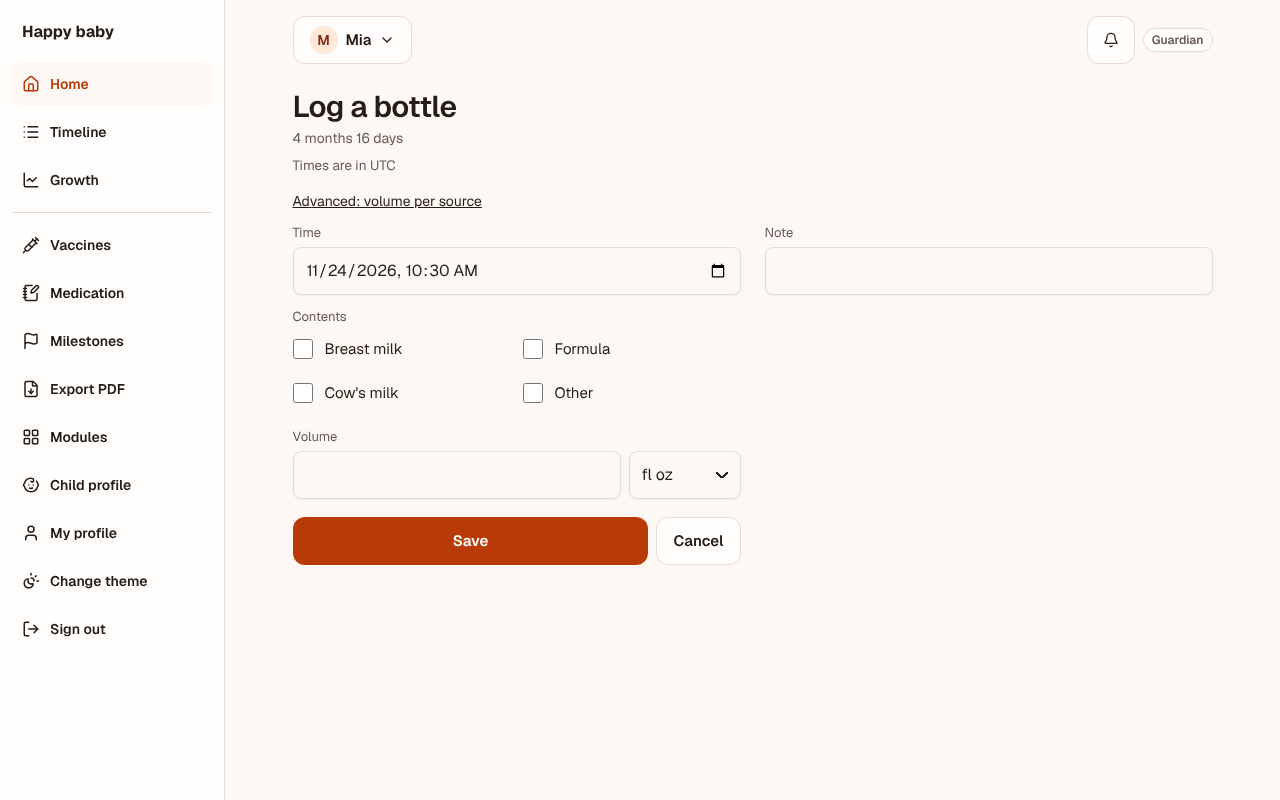 Happy baby
Home
Timeline
Growth
Vaccines
Medication
Milestones
Export PDF
Modules
Child profile
My profile
Change theme
Sign out
M Mia
Guardian
Log a bottle
4 months 16 days
Times are in UTC
Advanced: volume per source
Time
11/24/2026, 10:30 AM
Note
Contents
Breast milk
Formula
Cow's milk
Other
Volume
fl oz
Save
Cancel